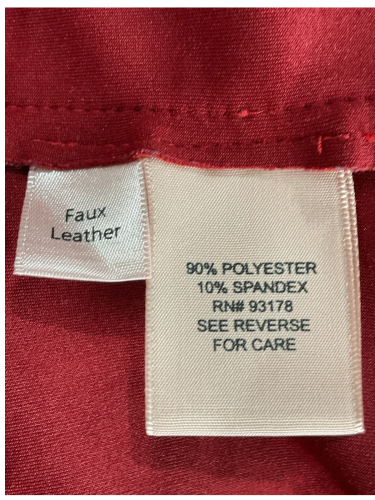 Faux
Leather
90% POLYESTER
10% SPANDEX
RN# 93178
SEE REVERSE
FOR CARE